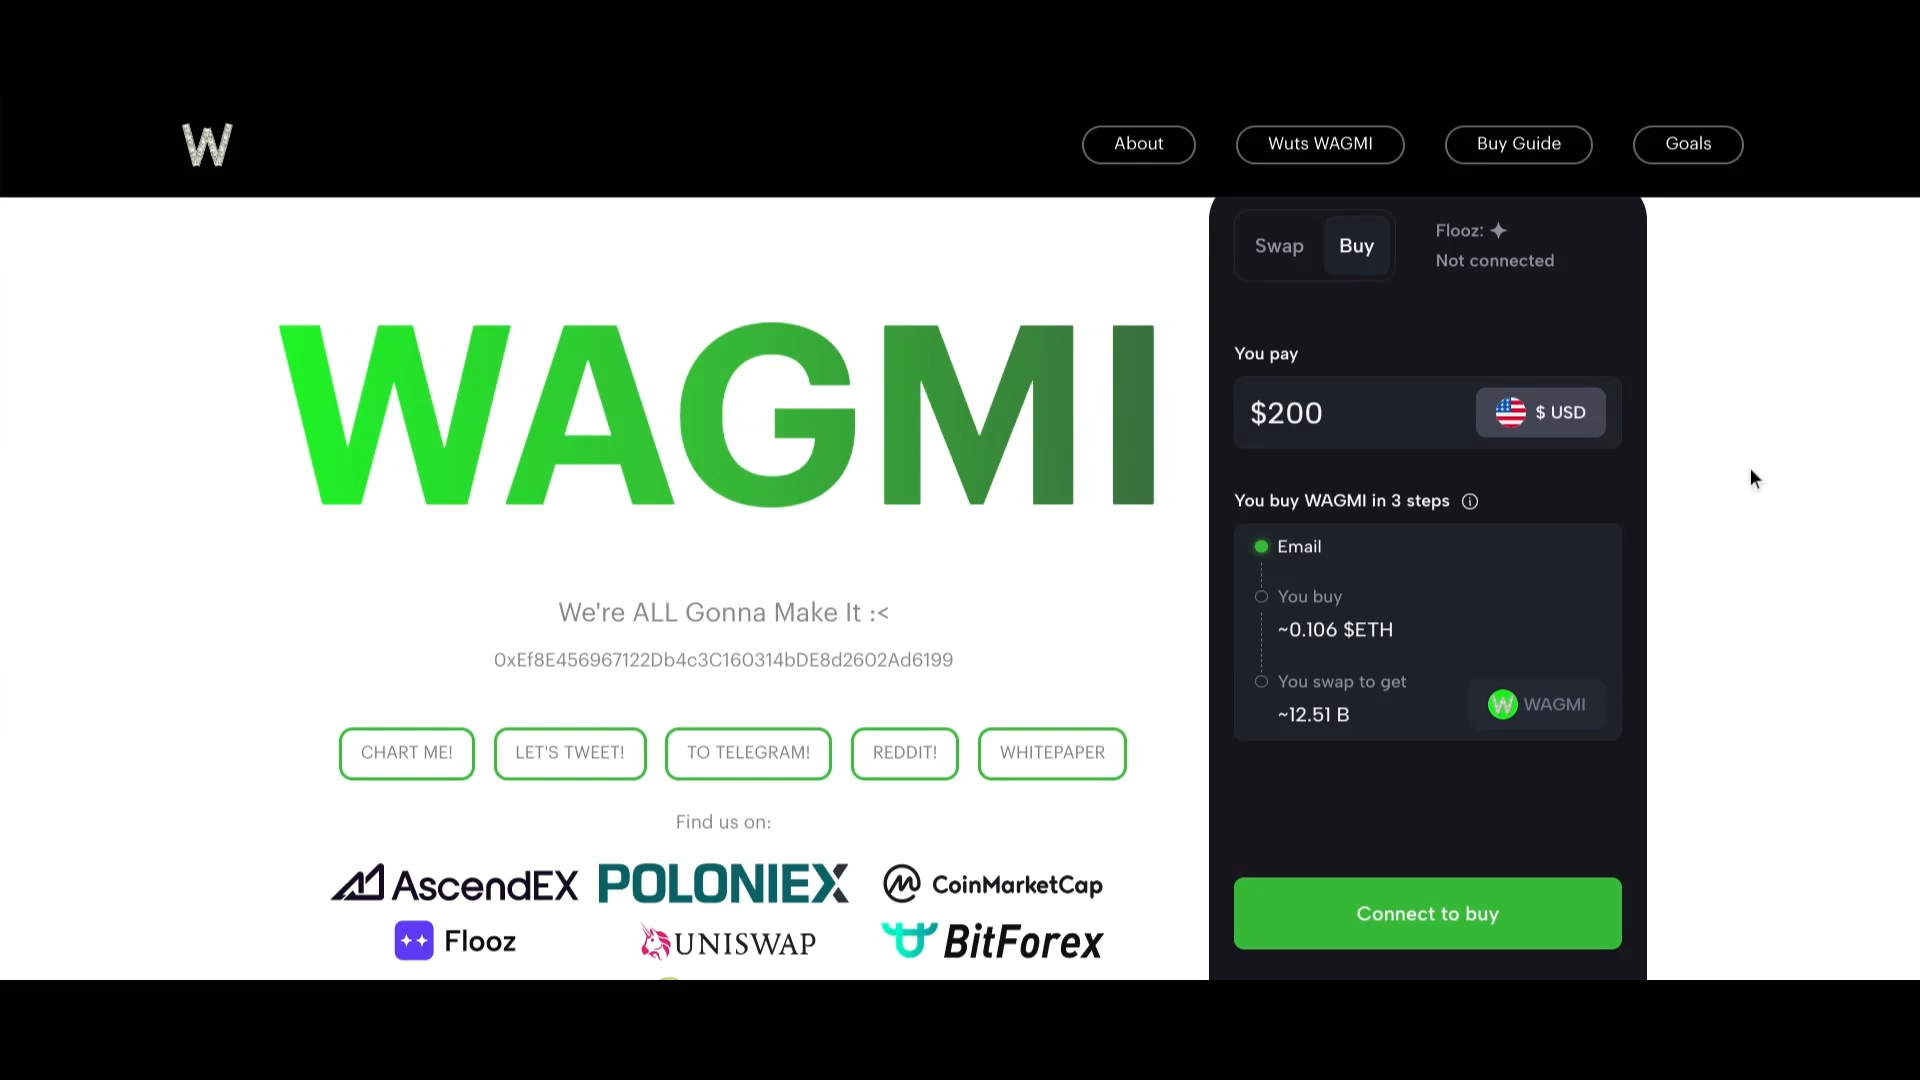 W
About
Wuts WAGMI
Buy Guide
Goals
WAGMI
We're ALL Gonna Make It :<
0xEf8E456967122Db4c3C160314bDE8d2602Ad6199
CHART ME!
LET'S TWEET!
TO TELEGRAM!
REDDIT!
WHITEPAPER
Find us on:
AscendEX
POLONIEX
CoinMarketCap
Flooz
UNISWAP
BitForex
Swap
Buy
Flooz:
Not connected
You pay
$200
$ USD
You buy WAGMI in 3 steps
Email
You buy
~0.106 $ETH
You swap to get
~12.51 B
W WAGMI
Connect to buy